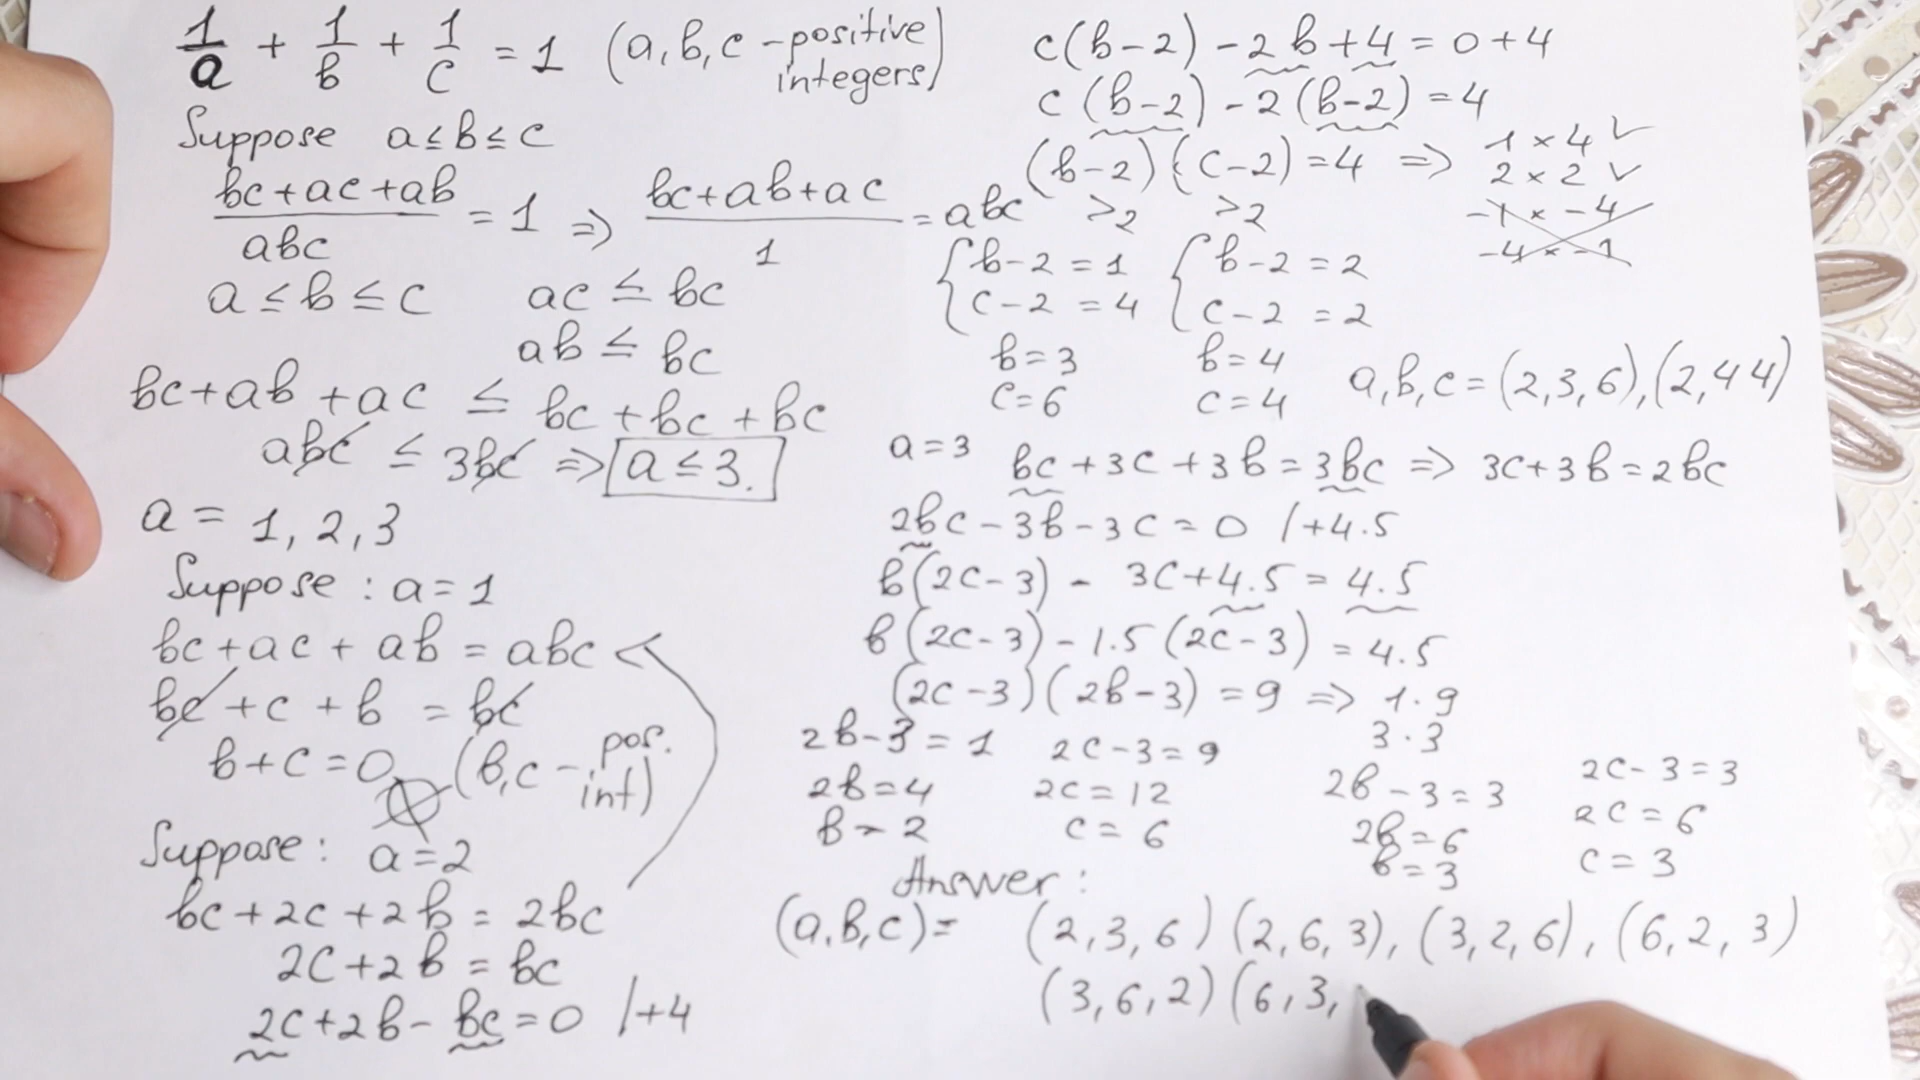 1/a + 1/b + 1/c = 1 (a,b,c - positive integers)
Suppose a ≤ b ≤ c
(bc+ac+ab)/abc = 1 => (bc+ab+ac)/1 = abc
a ≤ b ≤ c ac ≤ bc
ab ≤ bc
bc+ab+ac ≤ bc+bc+bc
abc ≤ 3bc => a ≤ 3.
a = 1, 2, 3
Suppose : a = 1
bc+ac+ab = abc
bc+c+b = bc
b+c = 0 (b,c - pos. int)
Suppose : a = 2
bc+2c+2b = 2bc
2c+2b = bc
2c+2b-bc = 0 /+4
c(b-2) - 2b+4 = 0+4
c(b-2) - 2(b-2) = 4
(b-2)(c-2) = 4 => 1 × 4 ✓
2 × 2 ✓
-1 × -4
-4 × -1
>2 >2
{b-2 = 1 {b-2 = 2
c-2 = 4 c-2 = 2
b=3 b=4
c=6 c=4
a,b,c = (2,3,6), (2,4 4)
a = 3 bc+3c+3b = 3bc => 3c+3b = 2bc
2bc - 3b - 3c = 0 /+4.5
b(2c-3) - 3c+4.5 = 4.5
b(2c-3) - 1.5(2c-3) = 4.5
(2c-3)(2b-3) = 9 => 1·9
3·3
2b-3 = 1 2c-3 = 9
2b = 4 2c = 12
b - 2 c = 6
2b-3 = 3 2c-3 = 3
2b = 6 2c = 6
b = 3 c = 3
Answer :
(a,b,c) = (2,3,6) (2,6,3), (3,2,6), (6,2,3)
(3,6,2) (6,3,